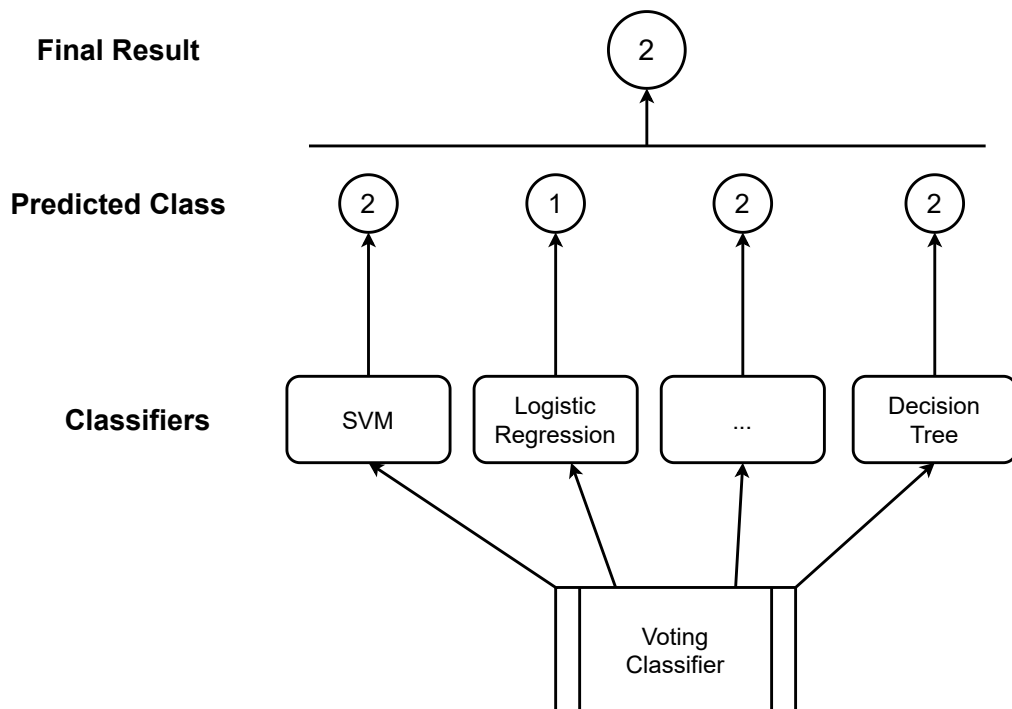 Final Result
2
Predicted Class
2
1
2
2
Classifiers
SVM
Logistic
Regression
...
Decision
Tree
Voting
Classifier